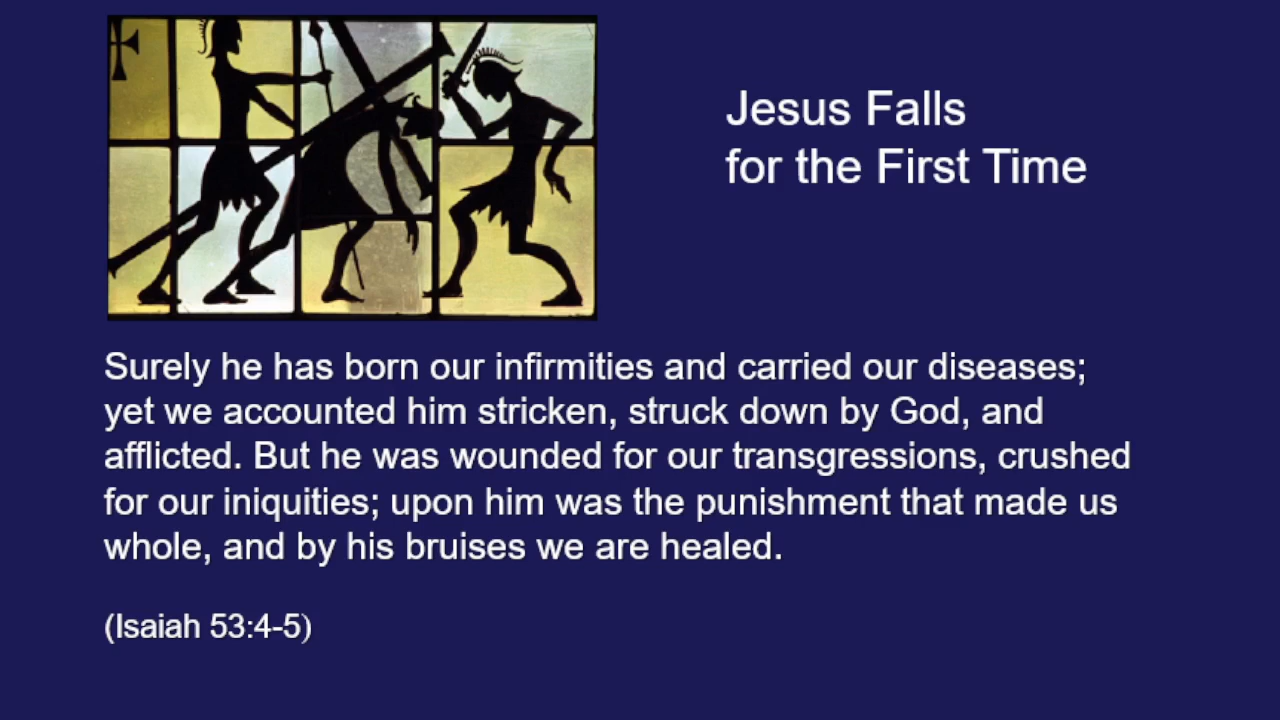 Jesus Falls
for the First Time
Surely he has born our infirmities and carried our diseases;
yet we accounted him stricken, struck down by God, and
afflicted. But he was wounded for our transgressions, crushed
for our iniquities; upon him was the punishment that made us
whole, and by his bruises we are healed.
(Isaiah 53:4-5)